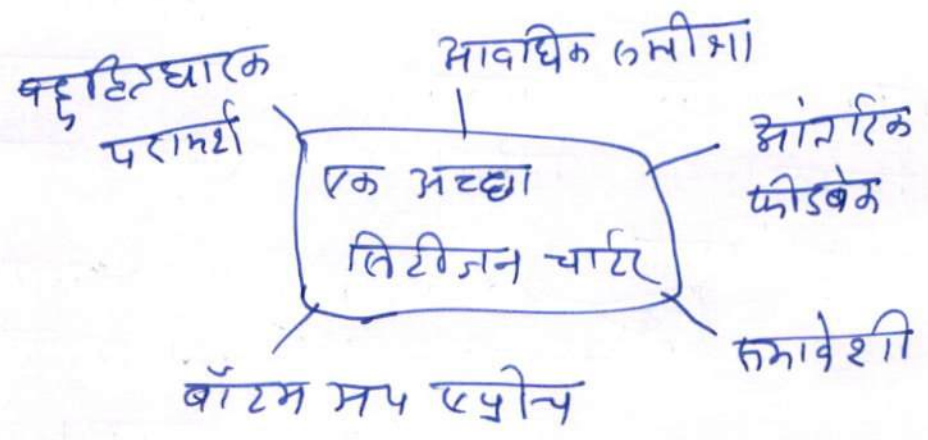 आवधिक समीक्षा
बहुहितधारक
परामर्श
आंतरिक
फीडबैक
एक अच्छा
सिटीजन चार्टर
समावेशी
बॉटम अप एप्रोच